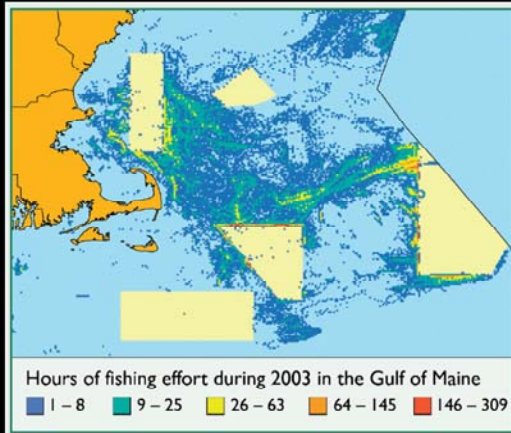 Hours of fishing effort during 2003 in the Gulf of Maine
1 – 8 9 – 25 26 – 63 64 – 145 146 – 309